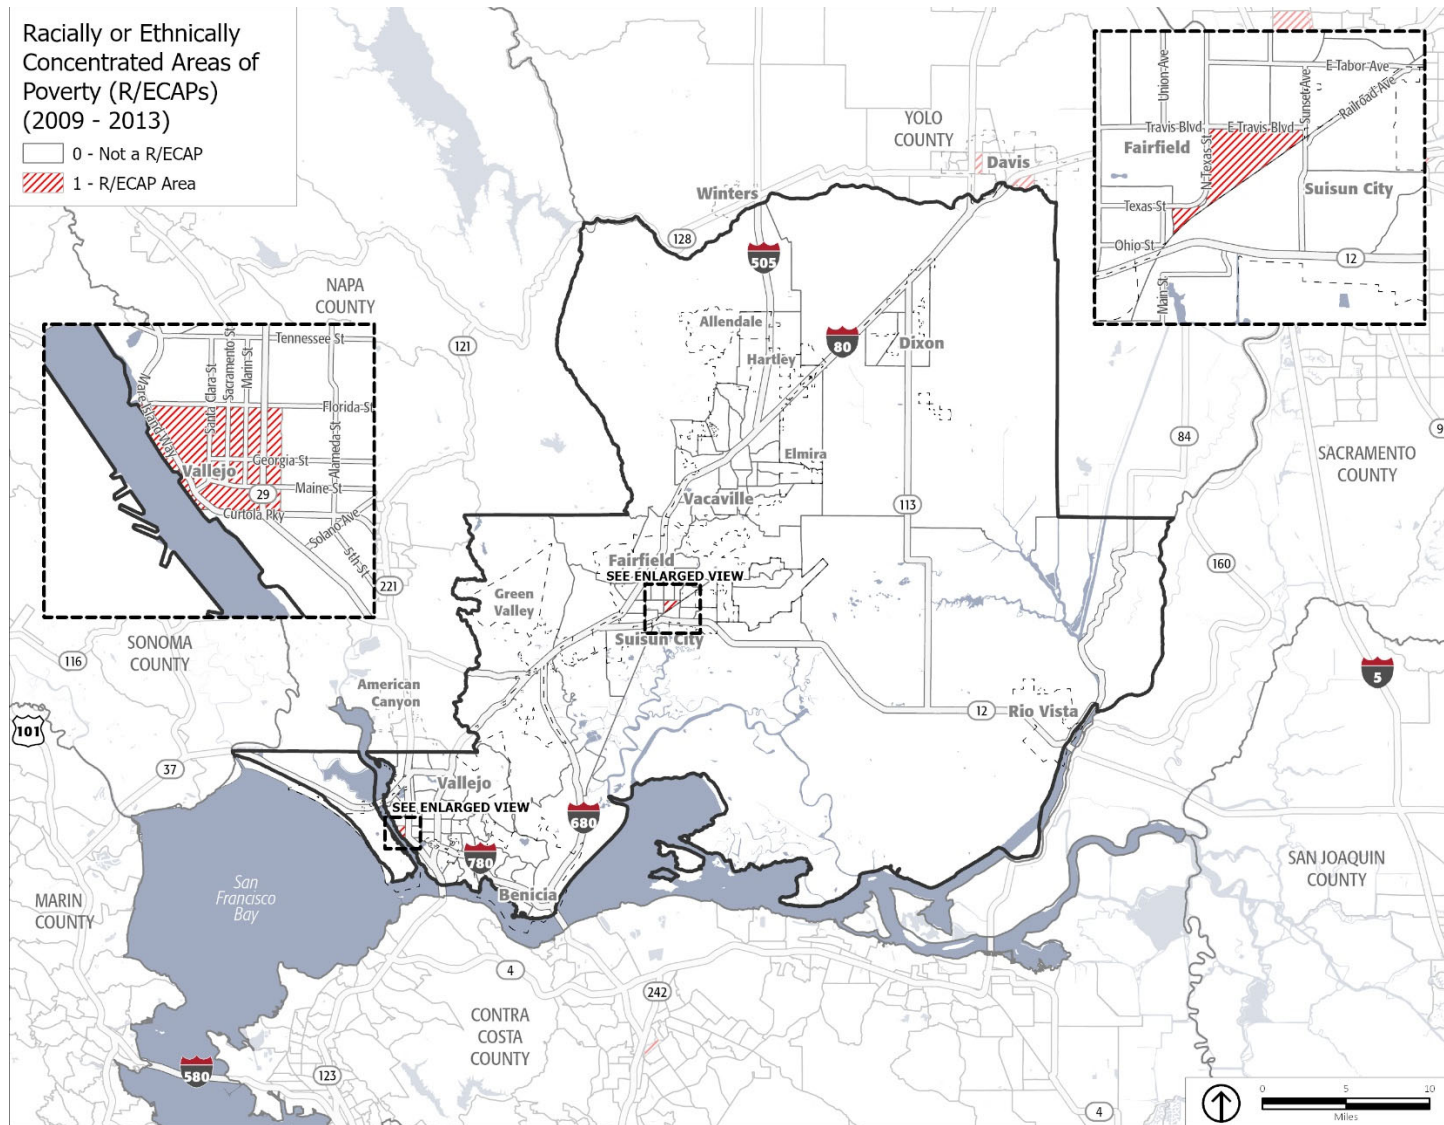 Racially or Ethnically
Concentrated Areas of
Poverty (R/ECAPs)
(2009 - 2013)
0 - Not a R/ECAP
1 - R/ECAP Area
E Tabor Ave
Union Ave
Sunset Ave
Railroad Ave
Travis Blvd
E Travis Blvd
Fairfield
N Texas St
Suisun City
Texas St
Ohio St
12
Main St
YOLO
COUNTY
Davis
Winters
128
505
NAPA
COUNTY
121
Allendale
Hartley
80
Dixon
Tennessee St
Mare Island Way
Santa Clara St
Sacramento St
Marin St
Florida St
Alameda St
Georgia St
Vallejo
29
Maine St
Curtola Pky
Solano Ave
5th St
84
9
SACRAMENTO
COUNTY
Elmira
Vacaville
113
160
Fairfield
SEE ENLARGED VIEW
221
Green
Valley
Suisun City
SONOMA
COUNTY
116
American
Canyon
5
101
12
Rio Vista
37
Vallejo
SEE ENLARGED VIEW
680
780
Benicia
San
Francisco
Bay
MARIN
COUNTY
SAN JOAQUIN
COUNTY
4
242
CONTRA
COSTA
COUNTY
580
123
4
0 5 10
Miles